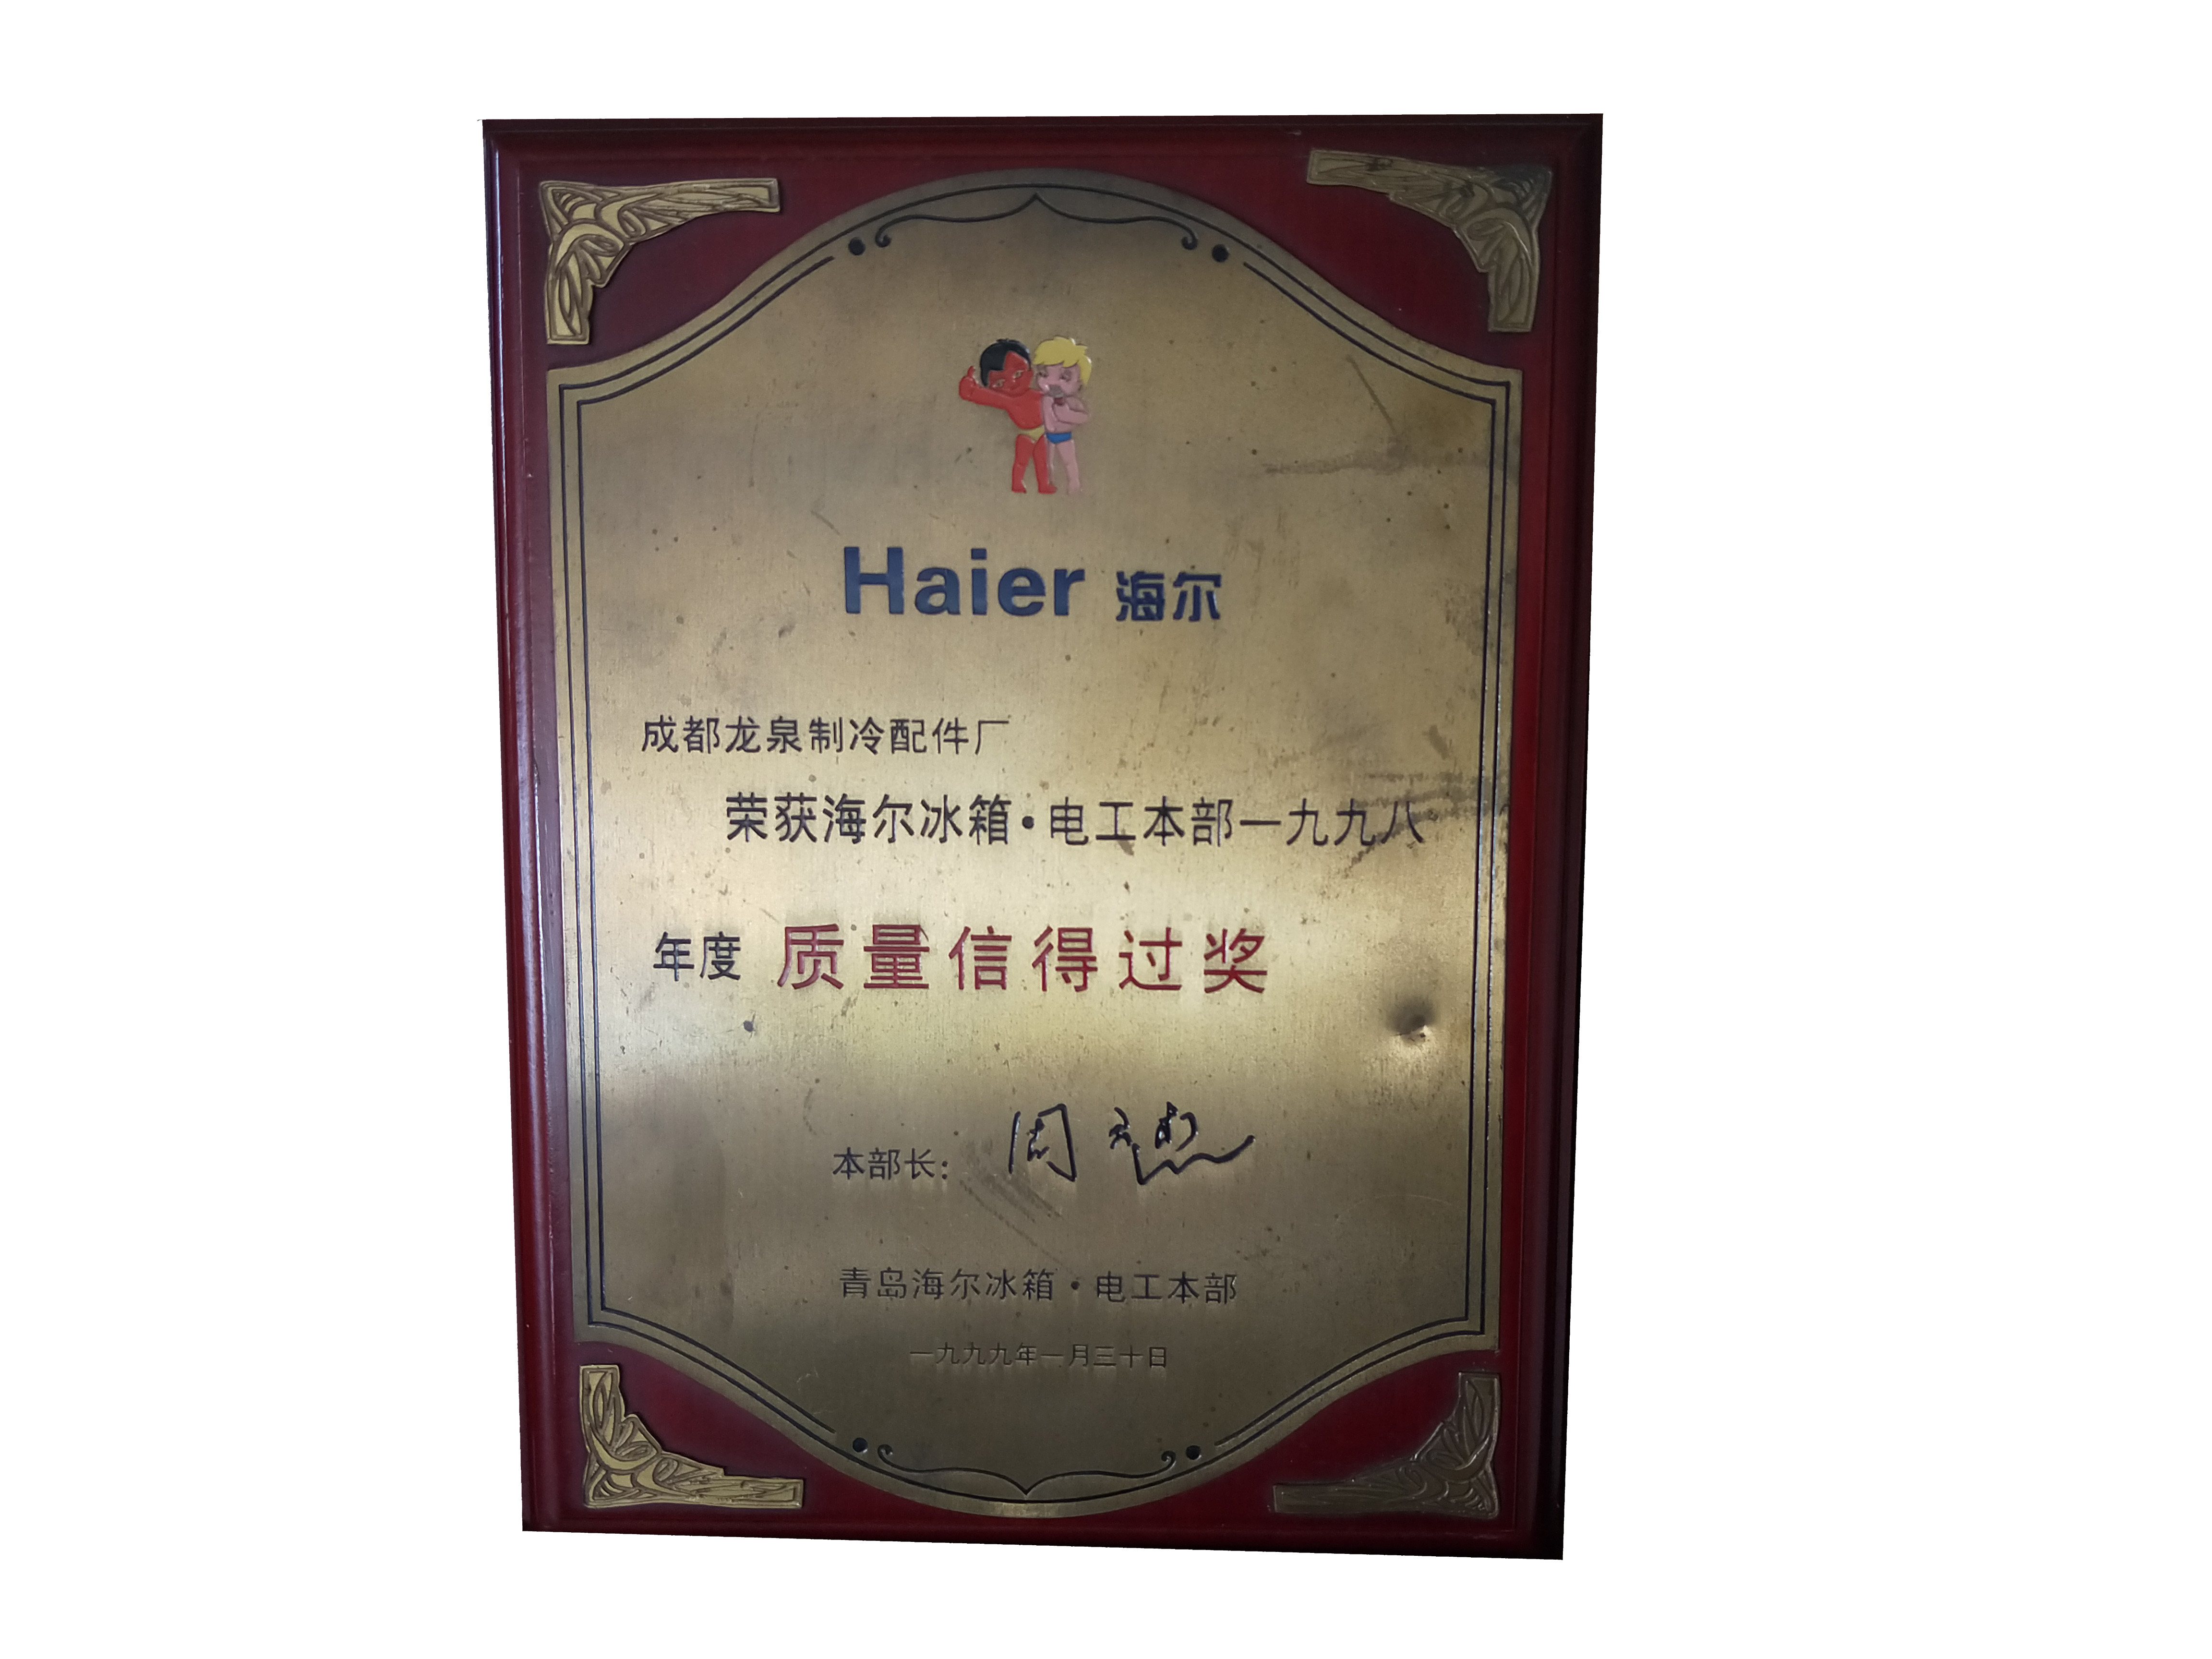 Haier 海尔
成都龙泉制冷配件厂
荣获海尔冰箱·电工本部一九九八
年度 质量信得过奖
本部长: 周
青岛海尔冰箱·电工本部
一九九九年一月三十日